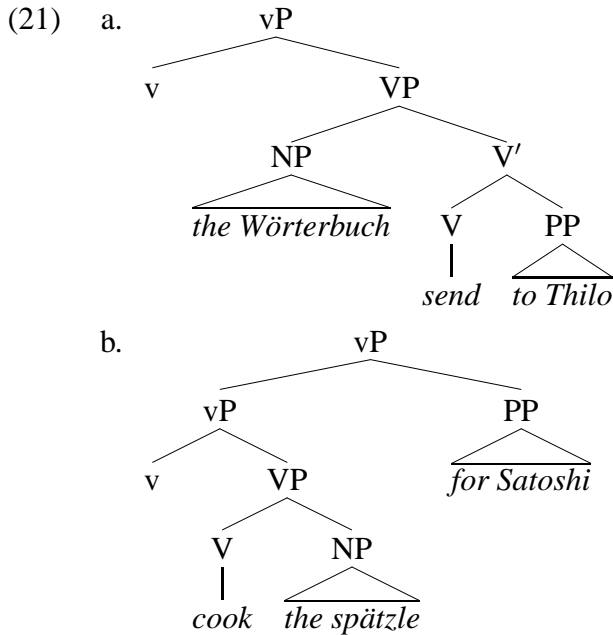 (21) a. vP
v VP
NP V′
the Wörterbuch V PP
send to Thilo
b. vP
vP PP
v VP for Satoshi
V NP
cook the spätzle